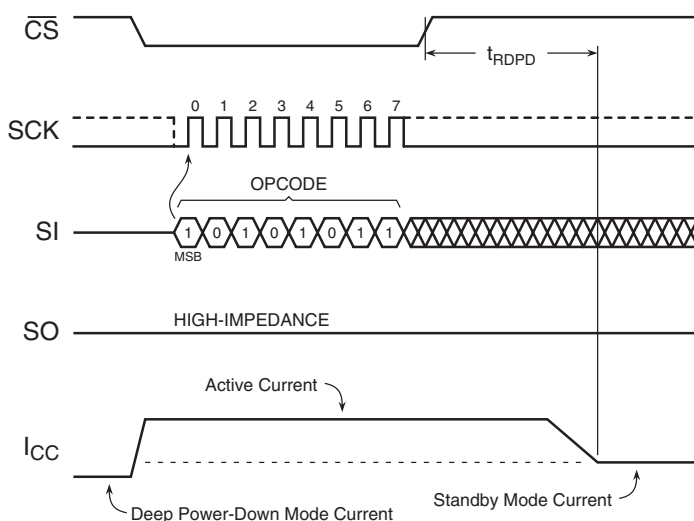 CS
tRDPD
SCK
0 1 2 3 4 5 6 7
OPCODE
SI
1 0 1 0 1 0 1 1
MSB
SO
HIGH-IMPEDANCE
Active Current
ICC
Deep Power-Down Mode Current
Standby Mode Current